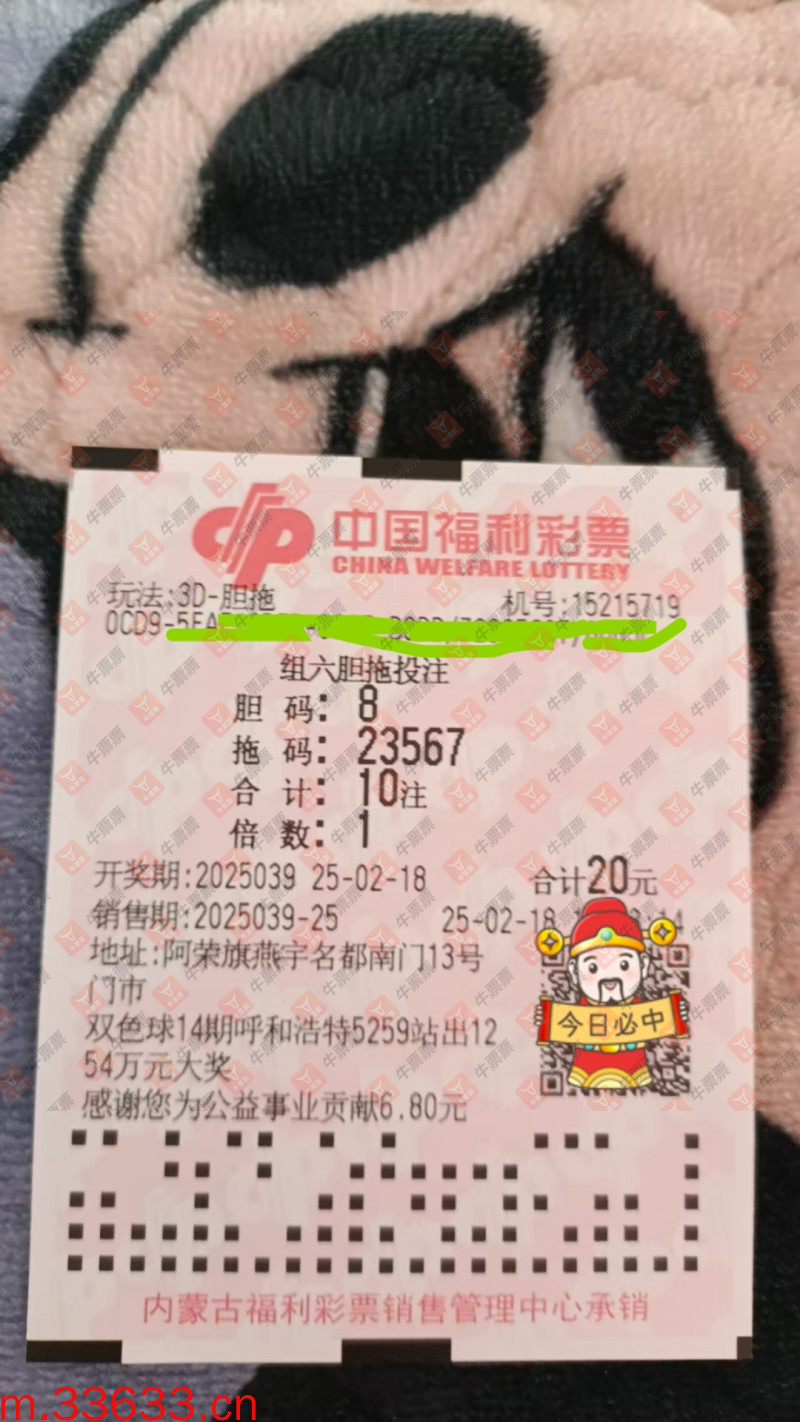 中国福利彩票
CHINA WELFARE LOTTERY
玩法:3D-胆拖 机号:15215719
0CD9-5FA
组六胆拖投注
胆 码: 8
拖 码: 23567
合 计: 10注
倍 数: 1
开奖期:2025039 25-02-18 合计20元
销售期:2025039-25 25-02-18
地址:阿荣旗燕宇名都南门13号
门市
今日必中
双色球14期呼和浩特5259站出12
54万元大奖
感谢您为公益事业贡献6.80元
内蒙古福利彩票销售管理中心承销
m.33633.cn
牛票票